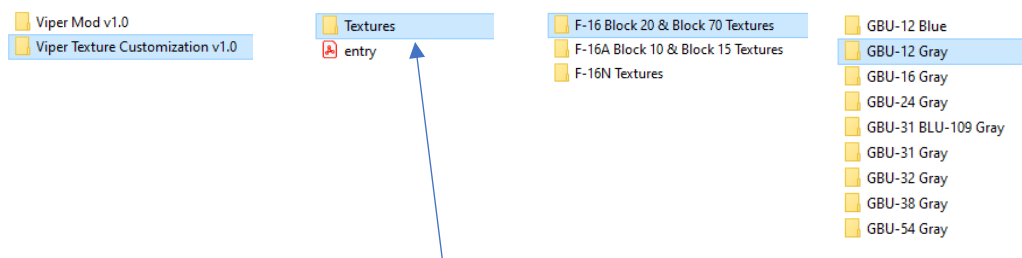 Viper Mod v1.0
Viper Texture Customization v1.0
Textures
entry
F-16 Block 20 & Block 70 Textures
F-16A Block 10 & Block 15 Textures
F-16N Textures
GBU-12 Blue
GBU-12 Gray
GBU-16 Gray
GBU-24 Gray
GBU-31 BLU-109 Gray
GBU-31 Gray
GBU-32 Gray
GBU-38 Gray
GBU-54 Gray